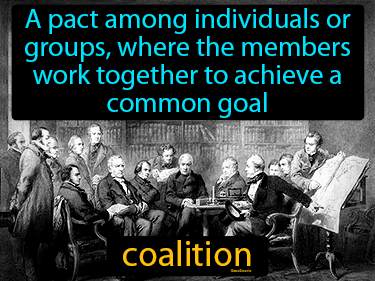 A pact among individuals or
groups, where the members
work together to achieve a
common goal
coalition